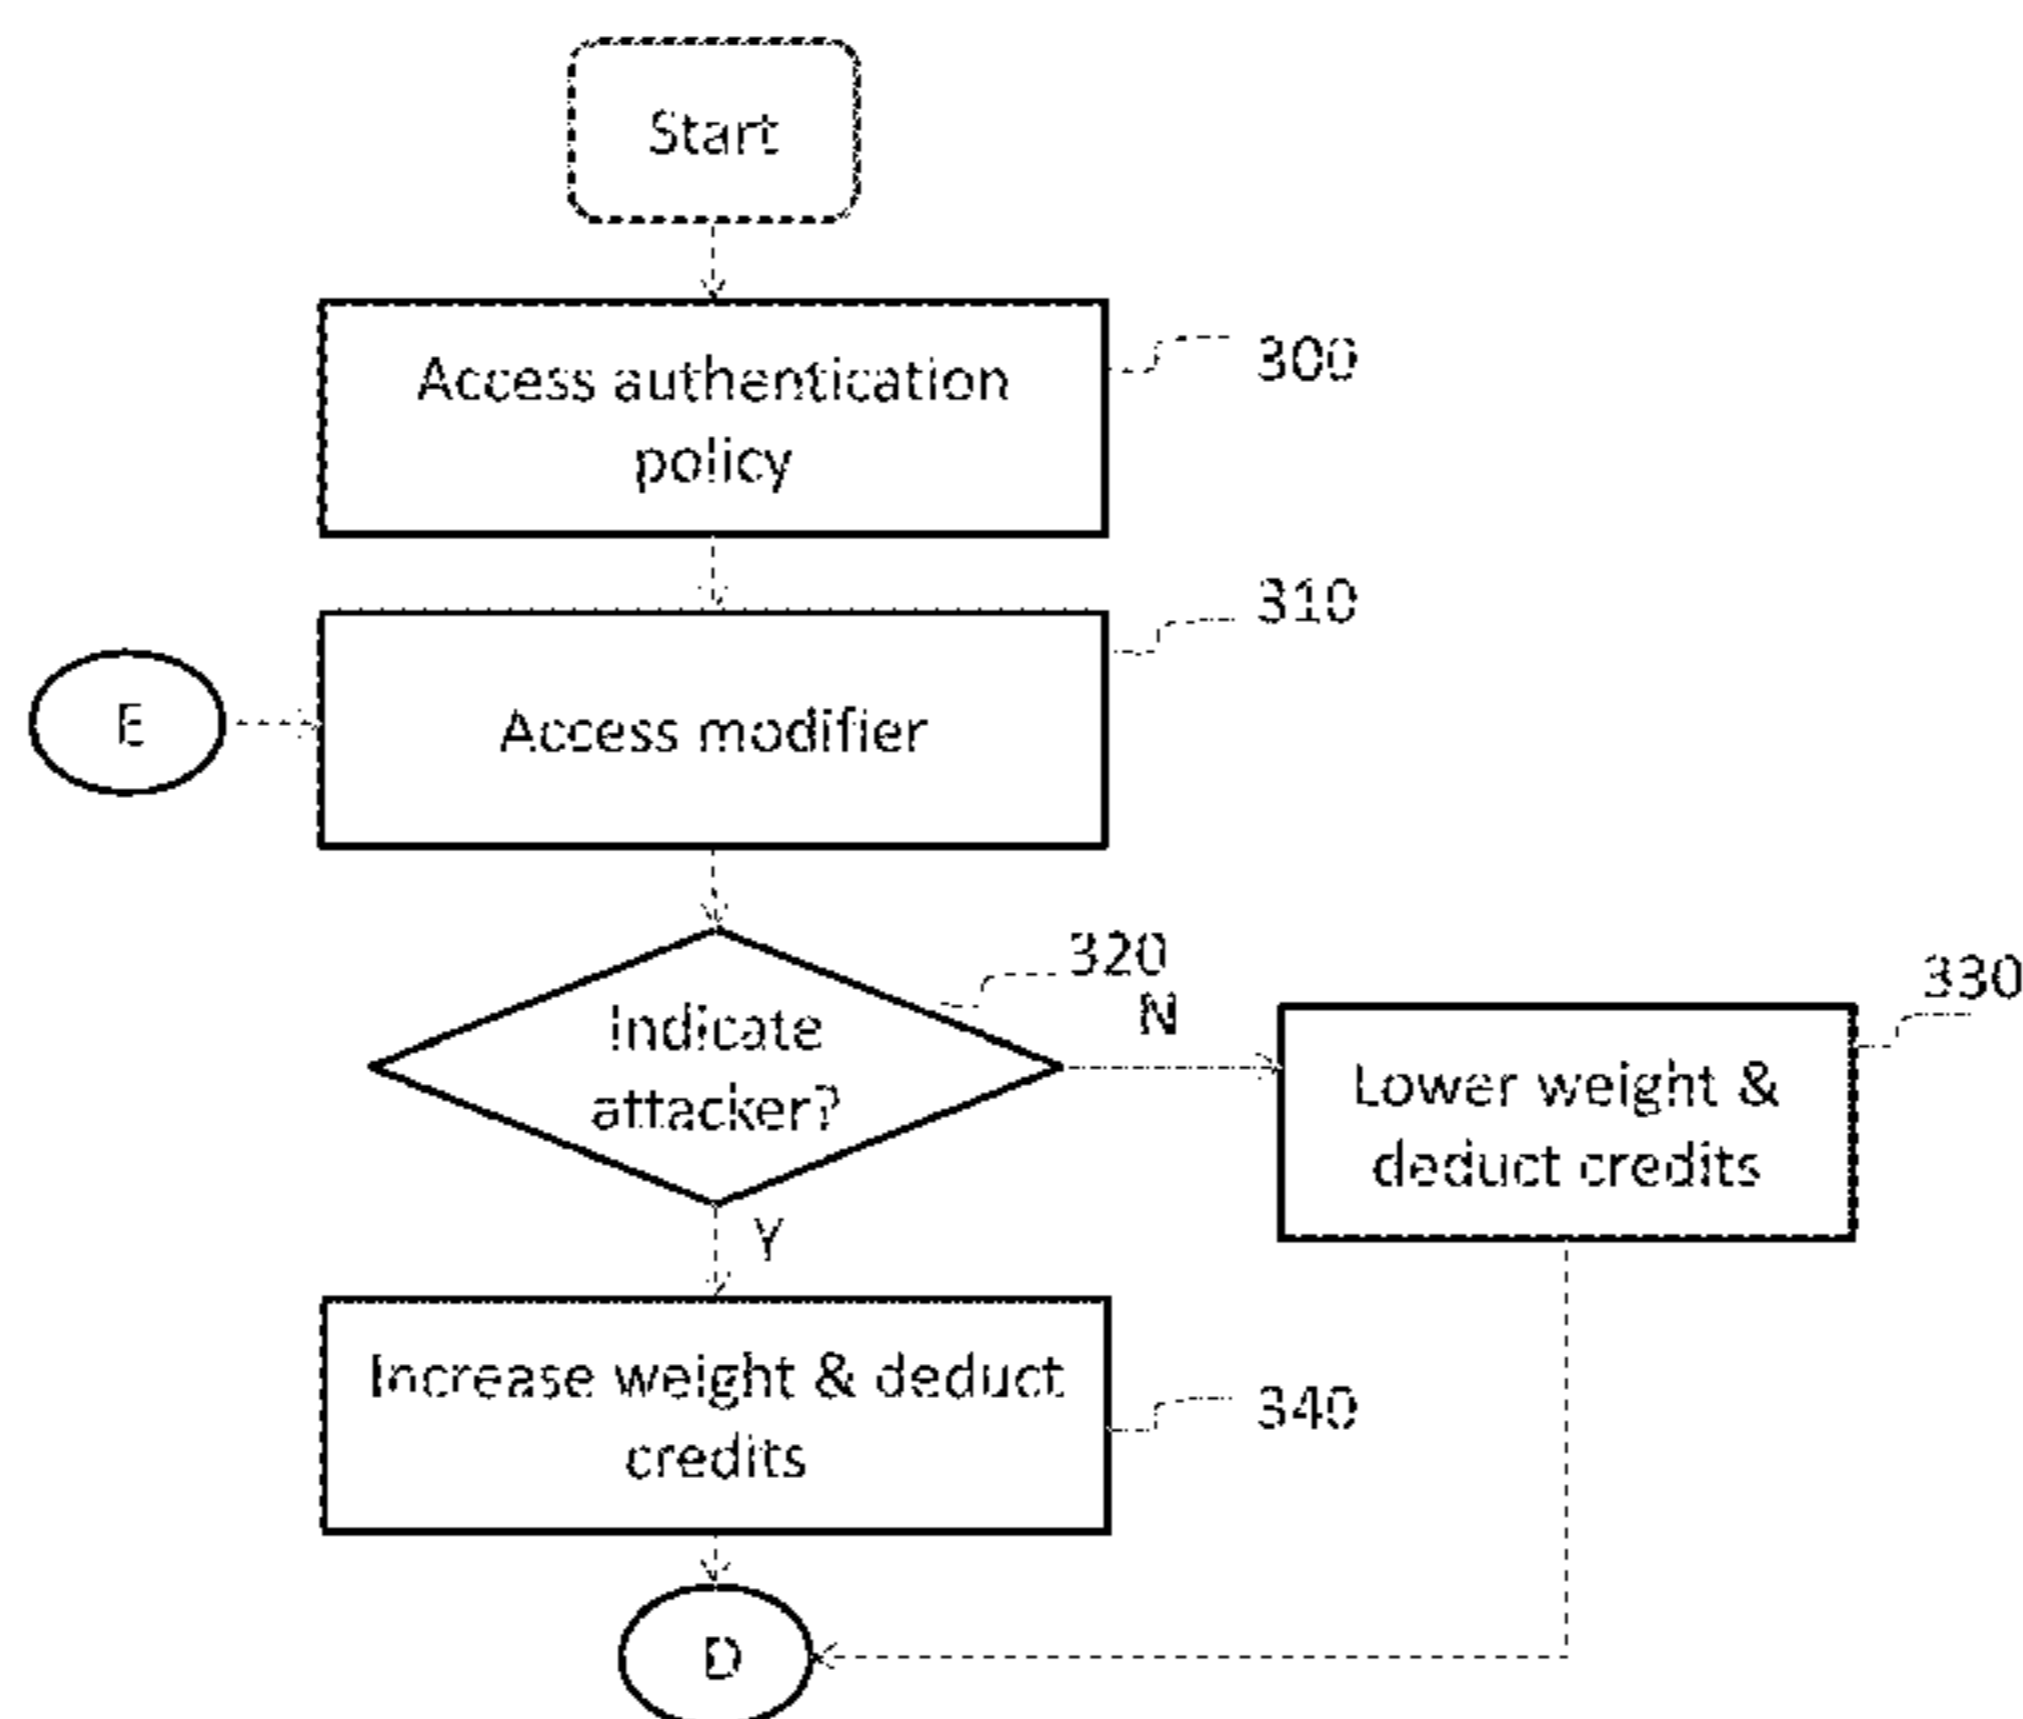 Start
Access authentication
policy
300
310
E
Access modifier
320
N
330
Indicate
attacker?
Lower weight &
deduct credits
Y
Increase weight & deduct
credits
340
D